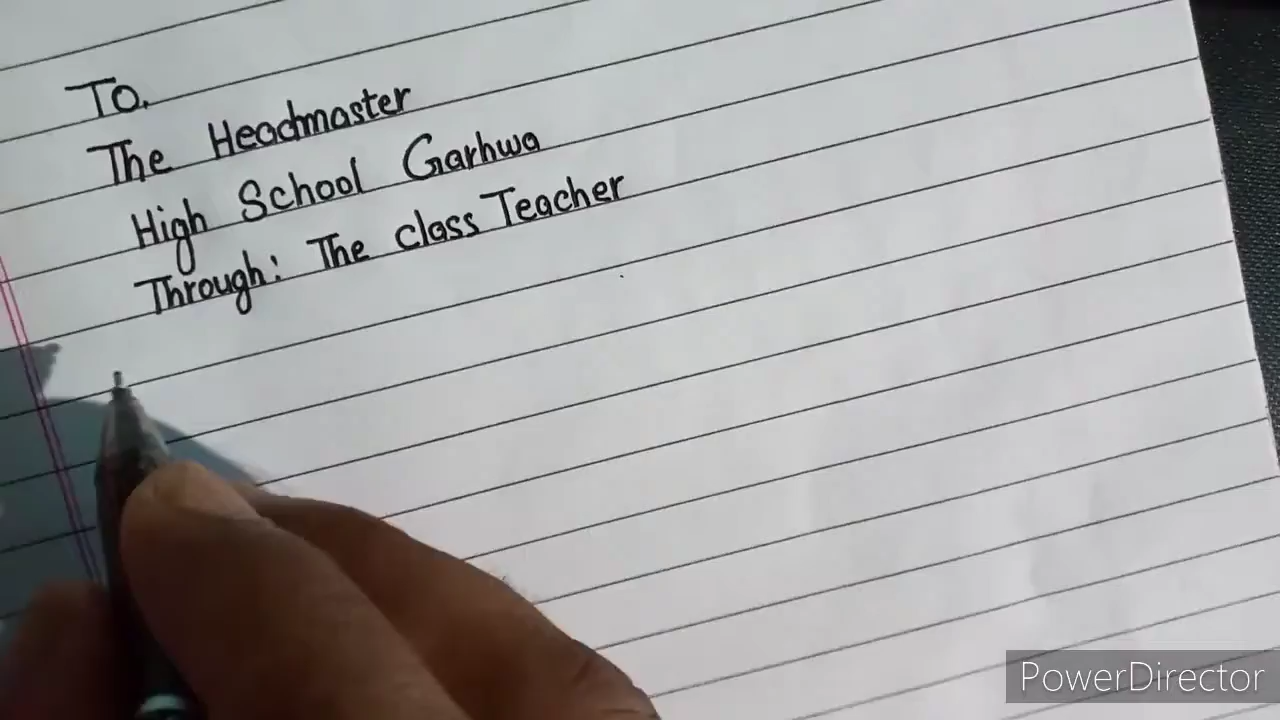 To.
The Headmaster
High School Garhwa
Through: The class Teacher
PowerDirector